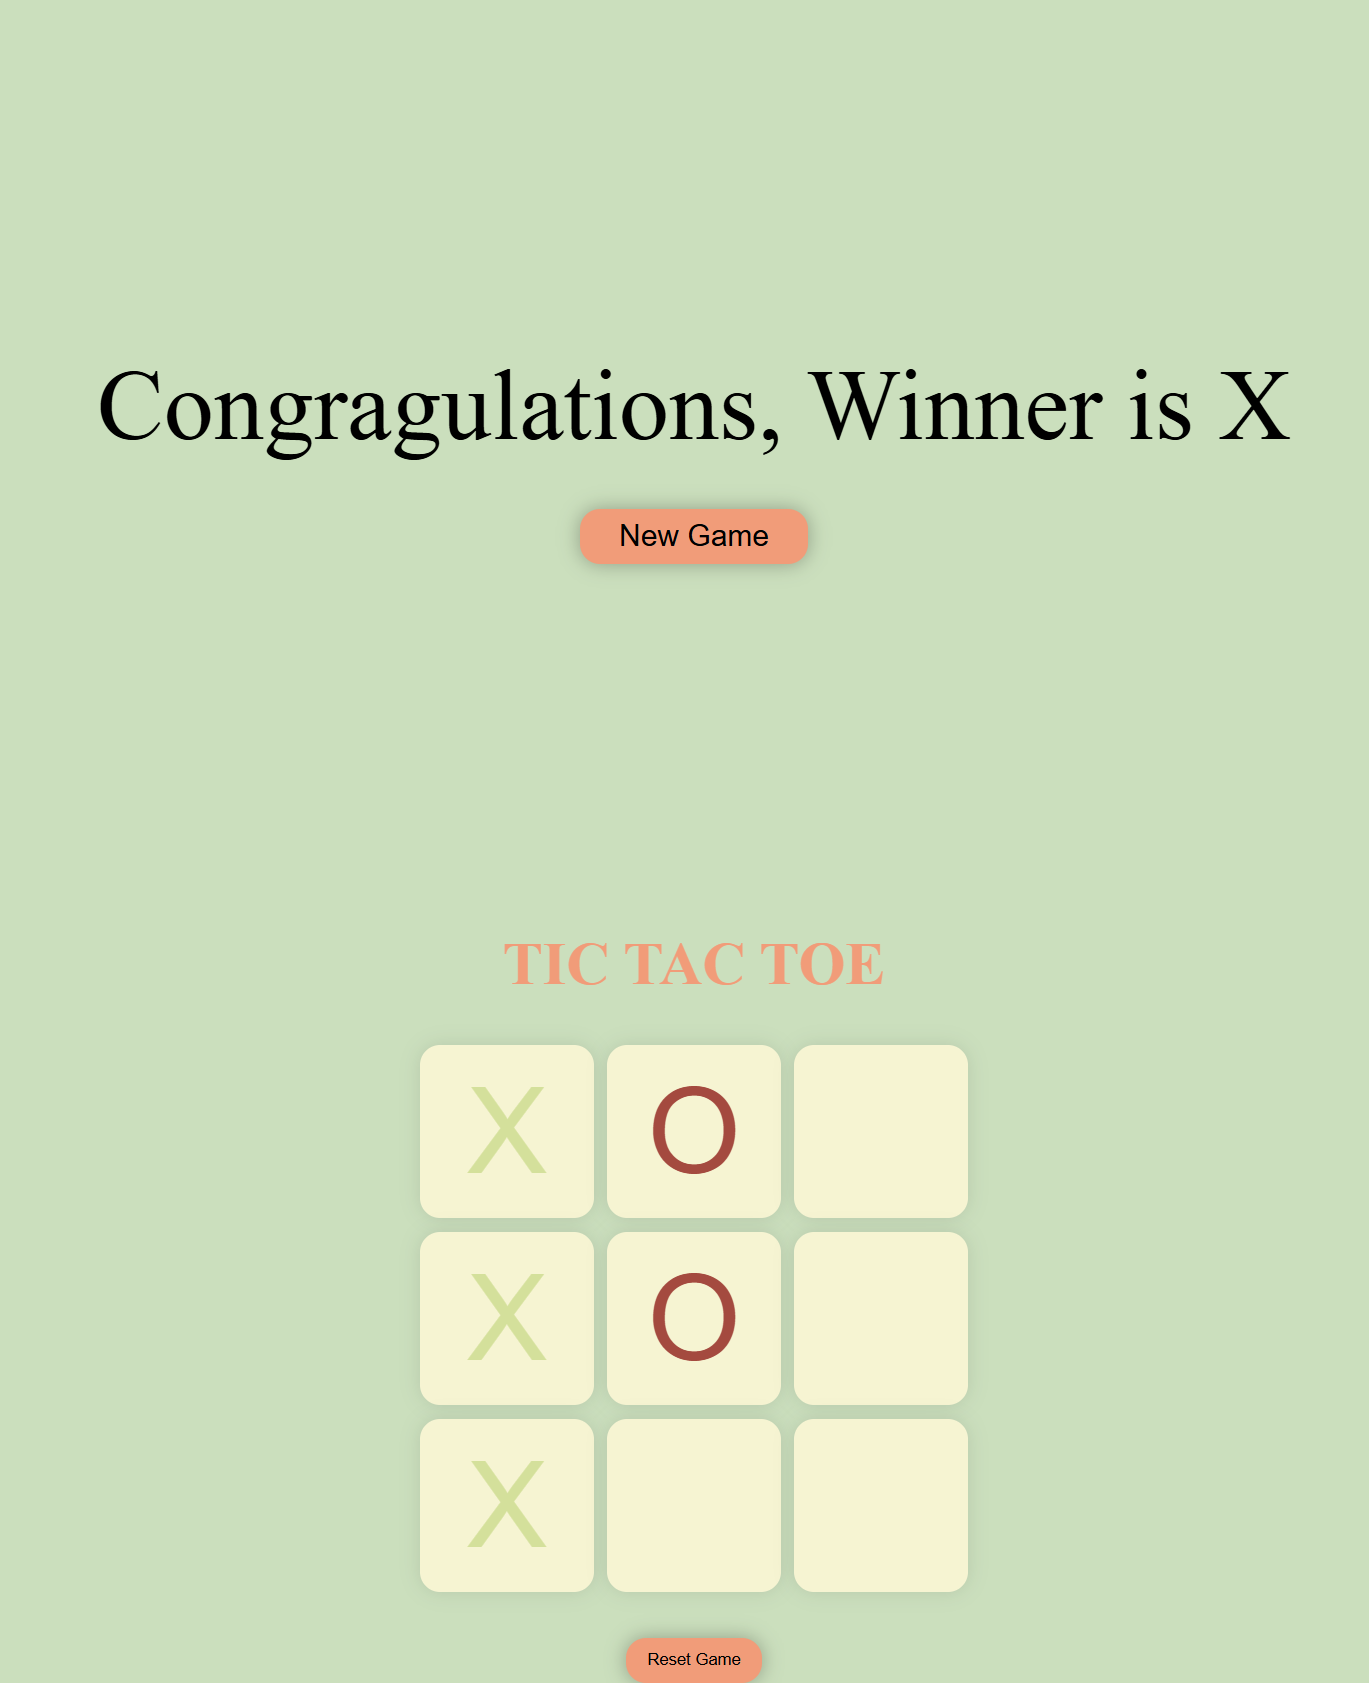 Congragulations, Winner is X
New Game
TIC TAC TOE
X O
X O
X
Reset Game